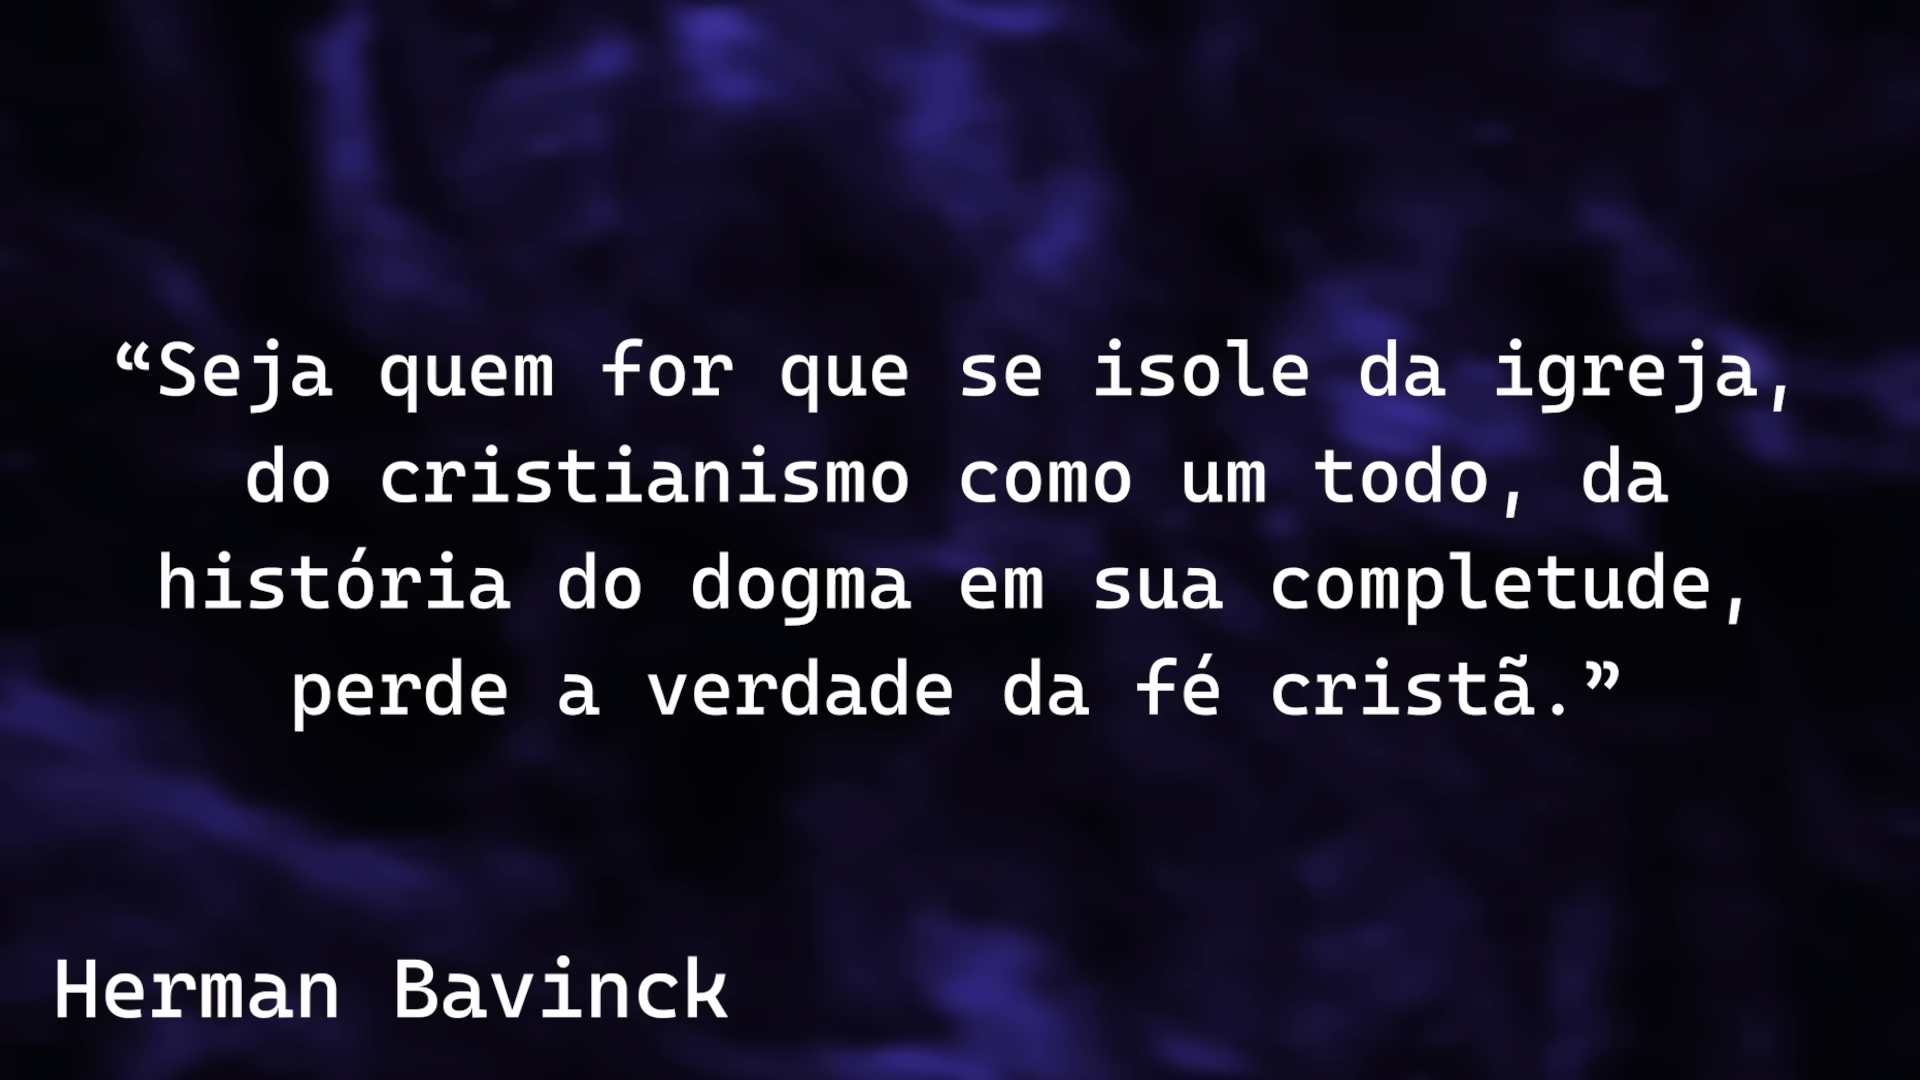 “Seja quem for que se isole da igreja,
do cristianismo como um todo, da
história do dogma em sua completude,
perde a verdade da fé cristã.”
Herman Bavinck